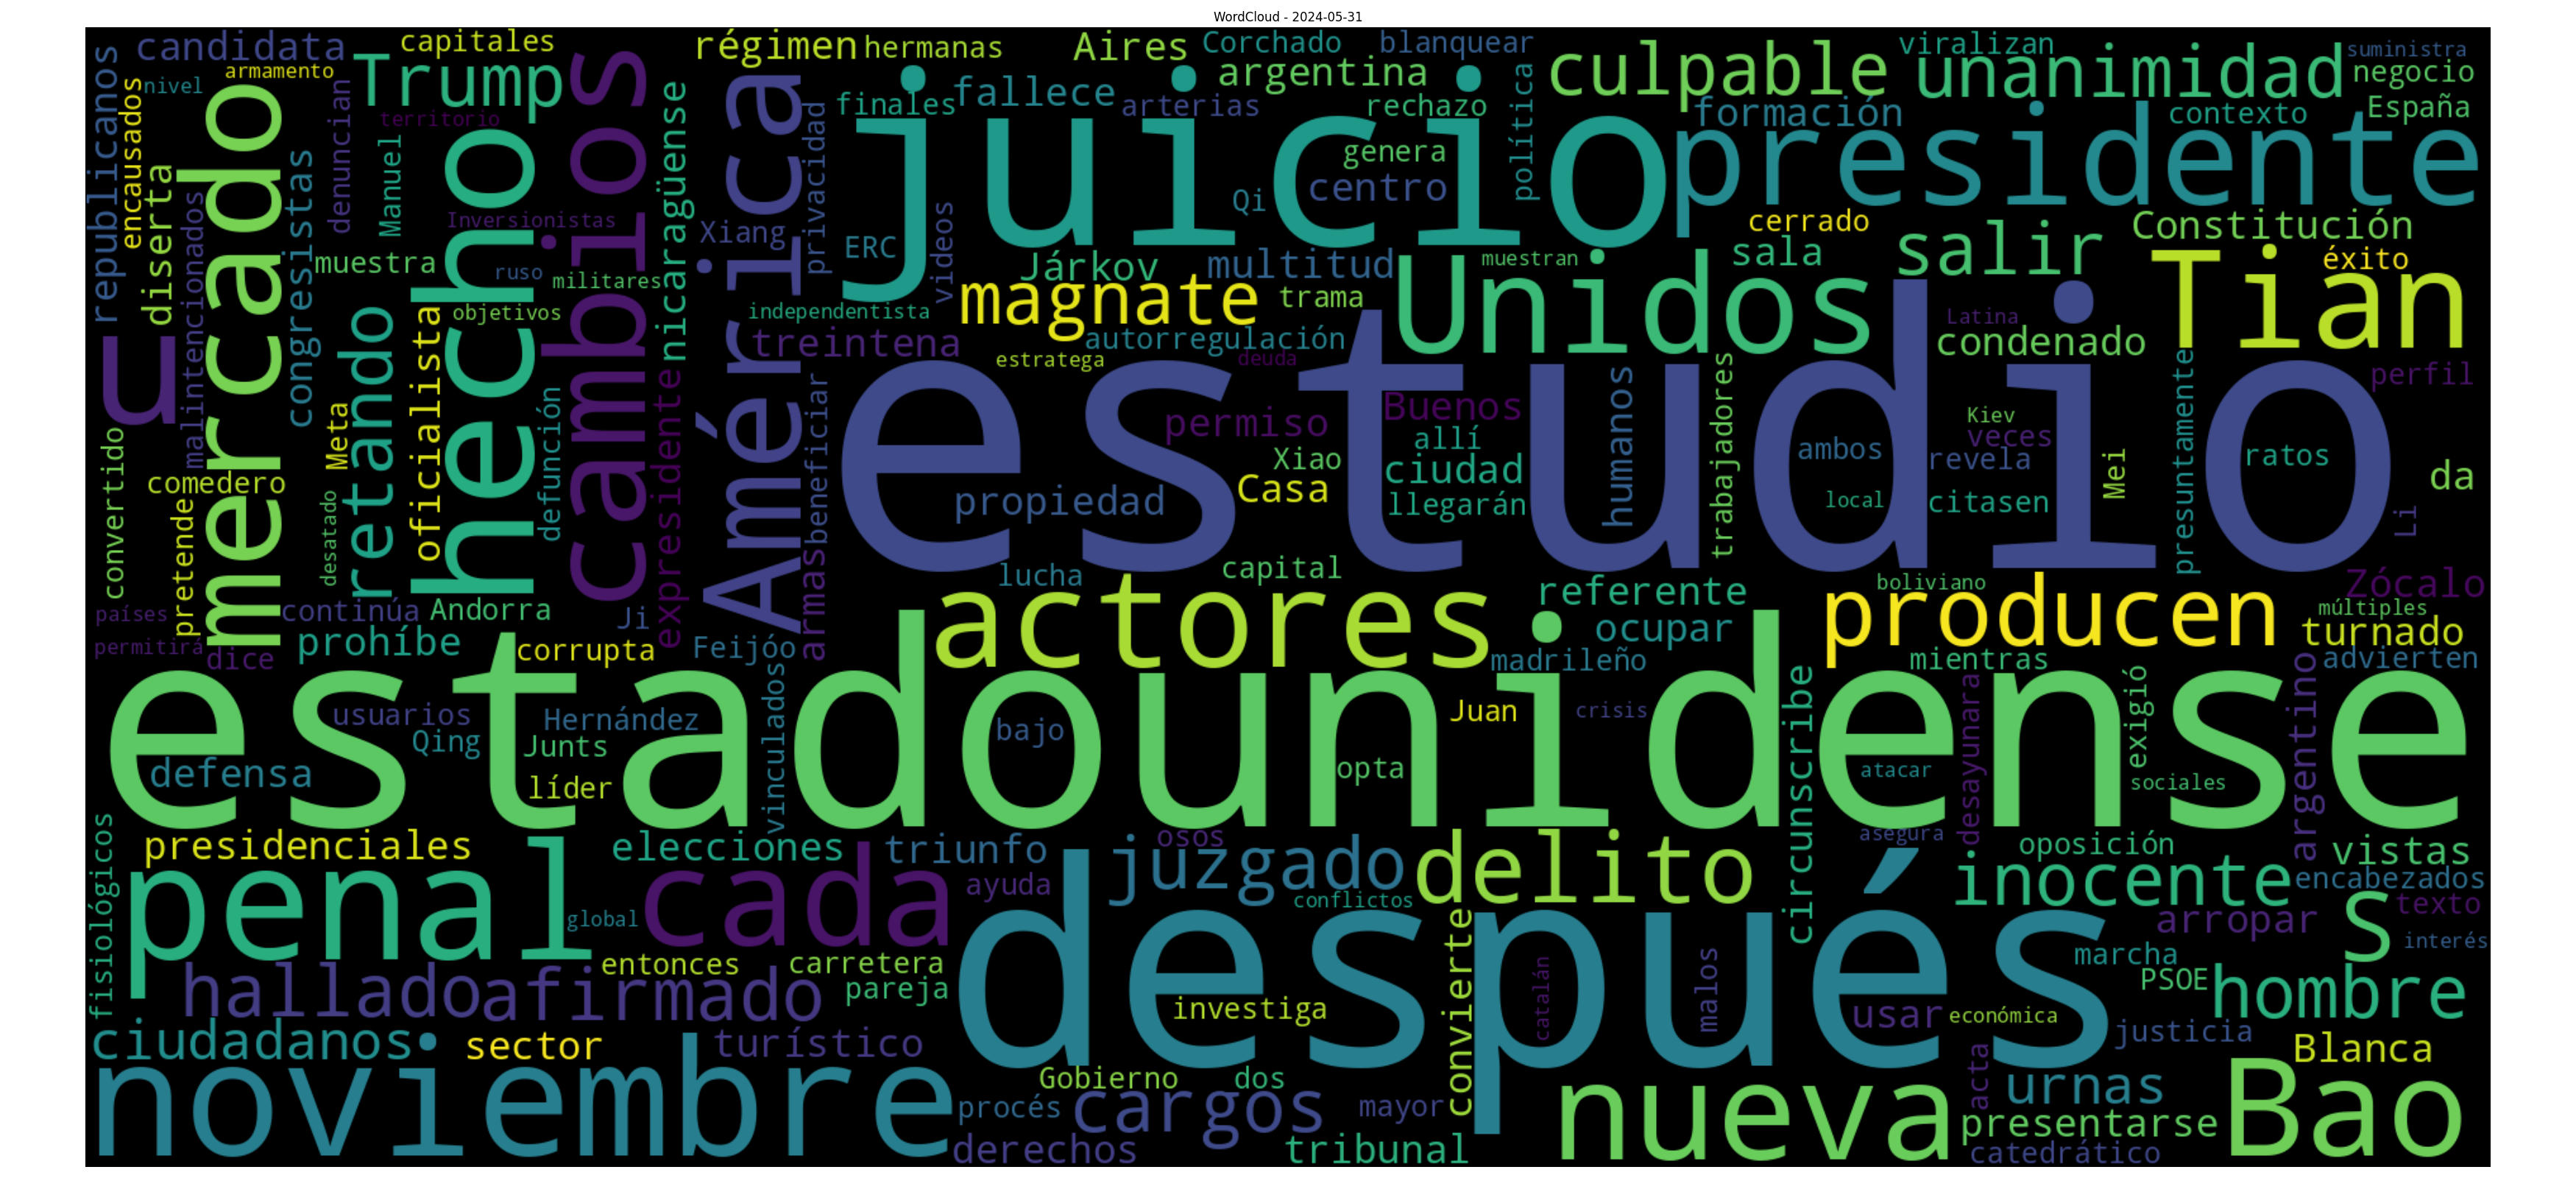 WordCloud - 2024-05-31
candidata
capitales
régimen
hermanas
Aires
Corchado
blanquear
viralizan
suministra
republicanos
nivel
armamento
Trump
cambios
América
argentina
culpable
unanimidad
negocio
encausados
mercado
denuncian
territorio
hecho
nicaragüense
finales
fallece
arterias
rechazo
política
formación
contexto
España
diserta
malintencionados
congresistas
Manuel
Inversionistas
privacidad
juicio
genera
presidente
Qi
centro
Xiang
ERC
videos
cerrado
Constitución
muestra
ruso
militares
objetivos
Járkov
multitud
Unidos
muestran
sala
salir
Tian
éxito
magnate
trama
independentista
u
retando
oficialista
treintena
autorregulación
Latina
condenado
estratega
deuda
estudio
presuntamente
perfil
convertido
Meta
defunción
expresidente
beneficiar
permiso
Buenos
humanos
trabajadores
Kiev
veces
allí
ambos
revela
Mei
ratos
comedero
Xiao
ciudad
da
pretende
desatado
propiedad
Casa
llegarán
local
citasen
Li
armas
lucha
capital
referente
boliviano
Zócalo
países
continúa
Andorra
Ji
actores
producen
múltiples
permitirá
dice
prohíbe
corrupta
Feijóo
ocupar
turnado
madrileño
mientras
advierten
estadounidense
usuarios
Hernández
vinculados
bajo
Juan
crisis
circunscribe
desayunara
exigió
argentino
Qing
Junts
defensa
líder
opta
atacar
sociales
fisiológicos
presidenciales
elecciones
triunfo
osos
juzgado
delito
asegura
oposición
vistas
penal
global
cada
ayuda
conflictos
inocente
encabezados
después
arropar
S
texto
interés
hallado
afirmado
entonces
carretera
pareja
convierte
catalán
malos
marcha
PSOE
hombre
investiga
usar
económica
justicia
ciudadanos
sector
turístico
Blanca
noviembre
Gobierno
dos
nueva
acta
urnas
Bao
procés
cargos
mayor
presentarse
derechos
tribunal
catedrático